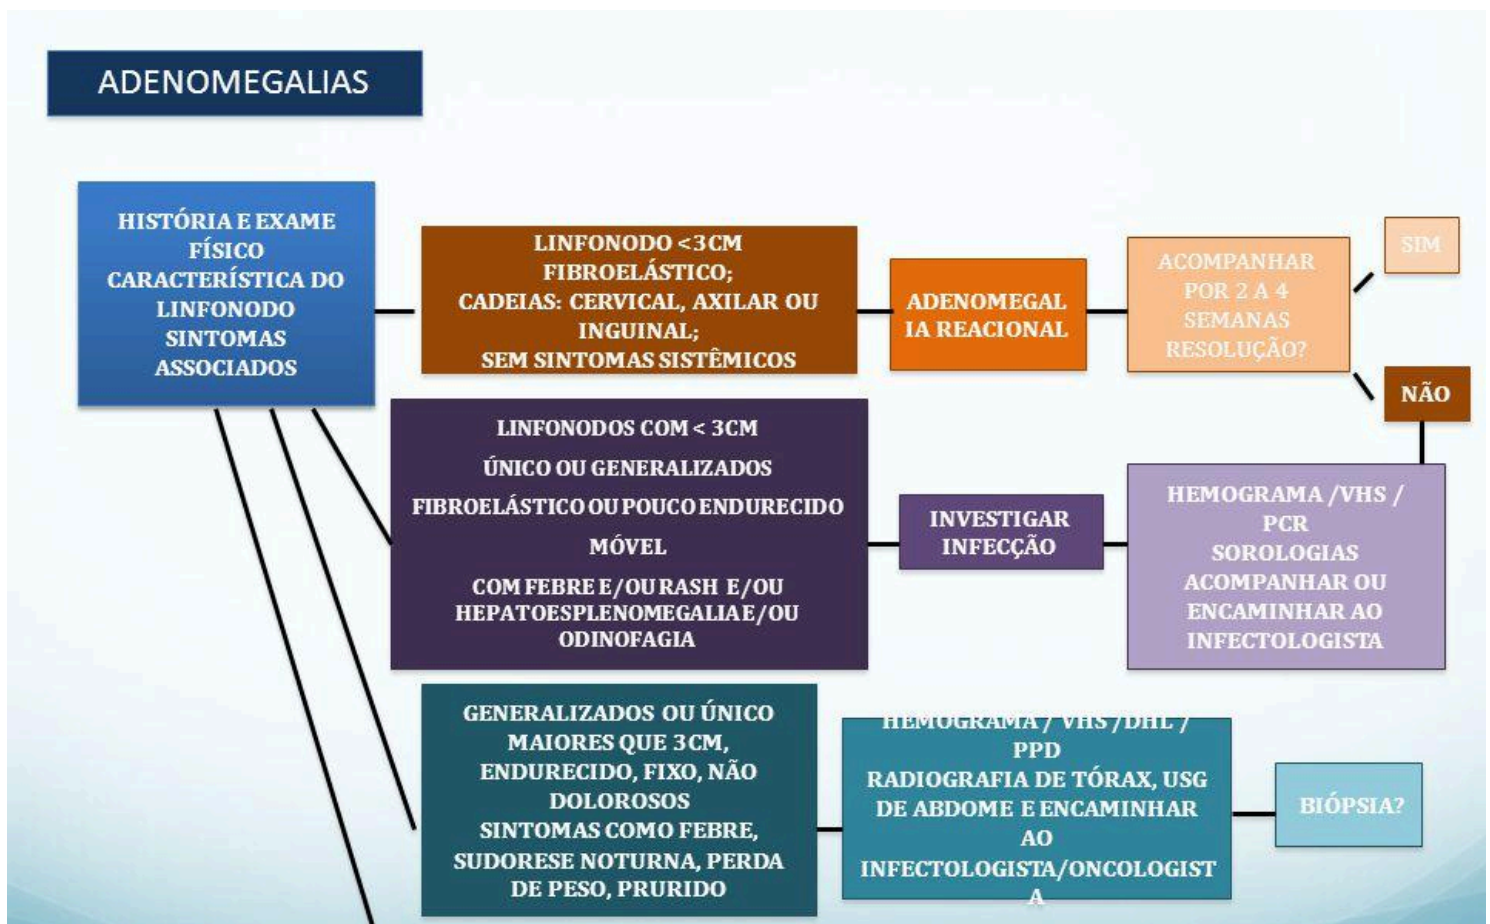 ADENOMEGALIAS
HISTÓRIA E EXAME
FÍSICO
CARACTERÍSTICA DO
LINFONODO
SINTOMAS
ASSOCIADOS
LINFONODO <3CM
FIBROELÁSTICO;
CADEIAS: CERVICAL, AXILAR OU
INGUINAL;
SEM SINTOMAS SISTÊMICOS
ADENOMEGAL
IA REACIONAL
ACOMPANHAR
POR 2 A 4
SEMANAS
RESOLUÇÃO?
SIM
NÃO
LINFONODOS COM < 3CM
ÚNICO OU GENERALIZADOS
FIBROELÁSTICO OU POUCO ENDURECIDO
MÓVEL
COM FEBRE E/OU RASH E/OU
HEPATOESPLENOMEGALIA E/OU
ODINOFAGIA
INVESTIGAR
INFECÇÃO
HEMOGRAMA /VHS /
PCR
SOROLOGIAS
ACOMPANHAR OU
ENCAMINHAR AO
INFECTOLOGISTA
GENERALIZADOS OU ÚNICO
MAIORES QUE 3CM,
ENDURECIDO, FIXO, NÃO
DOLOROSOS
SINTOMAS COMO FEBRE,
SUDORESE NOTURNA, PERDA
DE PESO, PRURIDO
HEMOGRAMA / VHS /DHL /
PPD
RADIOGRAFIA DE TÓRAX, USG
DE ABDOME E ENCAMINHAR
AO
INFECTOLOGISTA/ONCOLOGIST
A
BIÓPSIA?